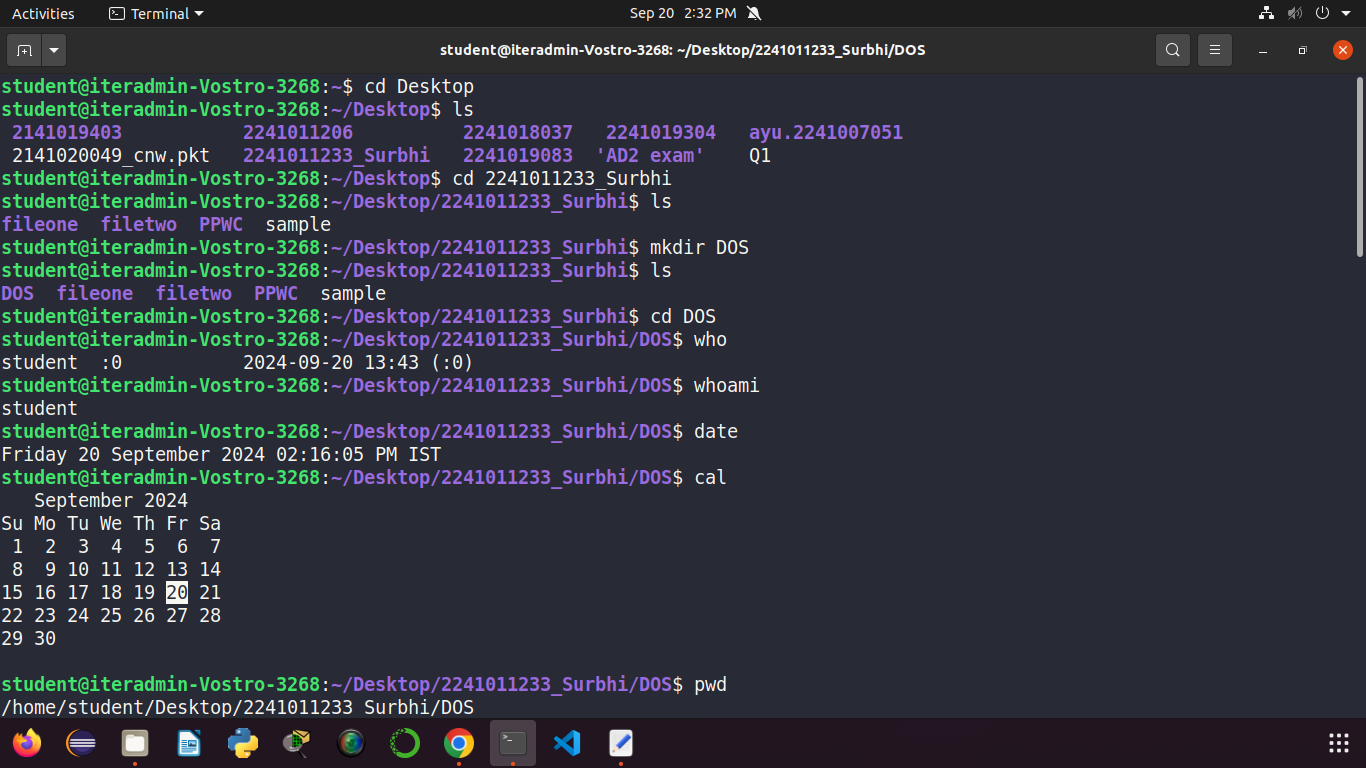 Activities Terminal Sep 20 2:32 PM
student@iteradmin-Vostro-3268: ~/Desktop/2241011233_Surbhi/DOS
student@iteradmin-Vostro-3268:~$ cd Desktop
student@iteradmin-Vostro-3268:~/Desktop$ ls
2141019403 2241011206 2241018037 2241019304 ayu.2241007051
2141020049_cnw.pkt 2241011233_Surbhi 2241019083 'AD2 exam' Q1
student@iteradmin-Vostro-3268:~/Desktop$ cd 2241011233_Surbhi
student@iteradmin-Vostro-3268:~/Desktop/2241011233_Surbhi$ ls
fileone filetwo PPWC sample
student@iteradmin-Vostro-3268:~/Desktop/2241011233_Surbhi$ mkdir DOS
student@iteradmin-Vostro-3268:~/Desktop/2241011233_Surbhi$ ls
DOS fileone filetwo PPWC sample
student@iteradmin-Vostro-3268:~/Desktop/2241011233_Surbhi$ cd DOS
student@iteradmin-Vostro-3268:~/Desktop/2241011233_Surbhi/DOS$ who
student :0 2024-09-20 13:43 (:0)
student@iteradmin-Vostro-3268:~/Desktop/2241011233_Surbhi/DOS$ whoami
student
student@iteradmin-Vostro-3268:~/Desktop/2241011233_Surbhi/DOS$ date
Friday 20 September 2024 02:16:05 PM IST
student@iteradmin-Vostro-3268:~/Desktop/2241011233_Surbhi/DOS$ cal
September 2024
Su Mo Tu We Th Fr Sa
1 2 3 4 5 6 7
8 9 10 11 12 13 14
15 16 17 18 19 20 21
22 23 24 25 26 27 28
29 30
student@iteradmin-Vostro-3268:~/Desktop/2241011233_Surbhi/DOS$ pwd
/home/student/Desktop/2241011233 Surbhi/DOS